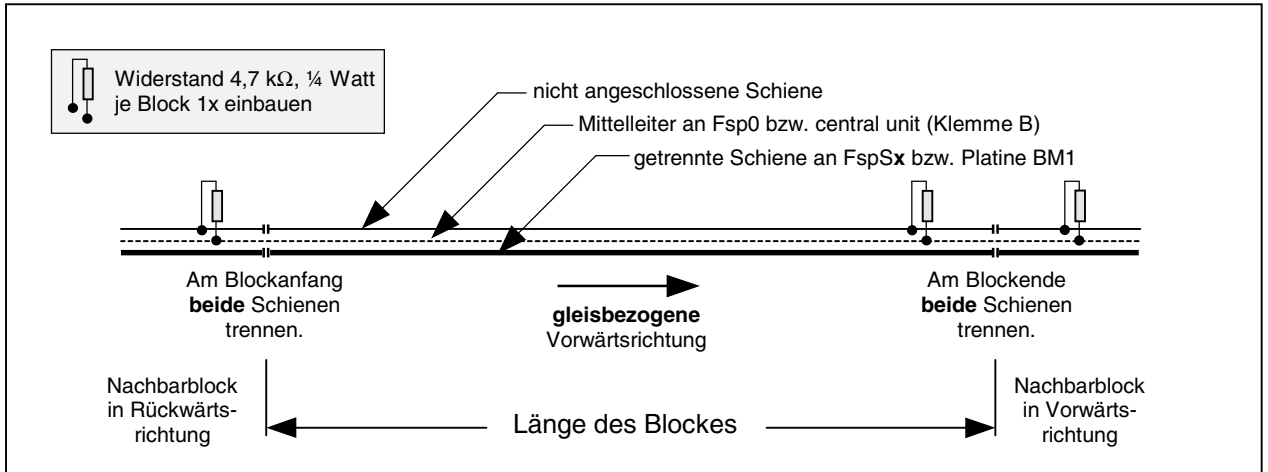 Widerstand 4,7 kΩ, ¼ Watt
je Block 1x einbauen
nicht angeschlossene Schiene
Mittelleiter an Fsp0 bzw. central unit (Klemme B)
getrennte Schiene an FspSx bzw. Platine BM1
Am Blockanfang
beide Schienen
trennen.
gleisbezogene
Vorwärtsrichtung
Am Blockende
beide Schienen
trennen.
Nachbarblock
in Rückwärts-
richtung
Länge des Blockes
Nachbarblock
in Vorwärts-
richtung